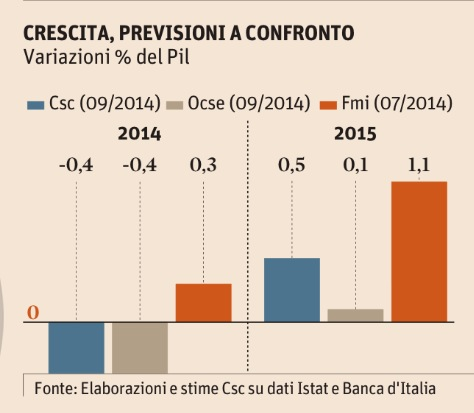 CRESCITA, PREVISIONI A CONFRONTO
Variazioni % del Pil
Csc (09/2014) Ocse (09/2014) Fmi (07/2014)
2014 2015
-0,4 -0,4 0,3 0,5 0,1 1,1
0
Fonte: Elaborazioni e stime Csc su dati Istat e Banca d'Italia